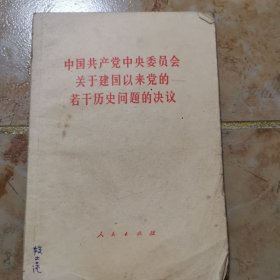 中国共产党中央委员会
关于建国以来党的
若干历史问题的决议
人民出版社